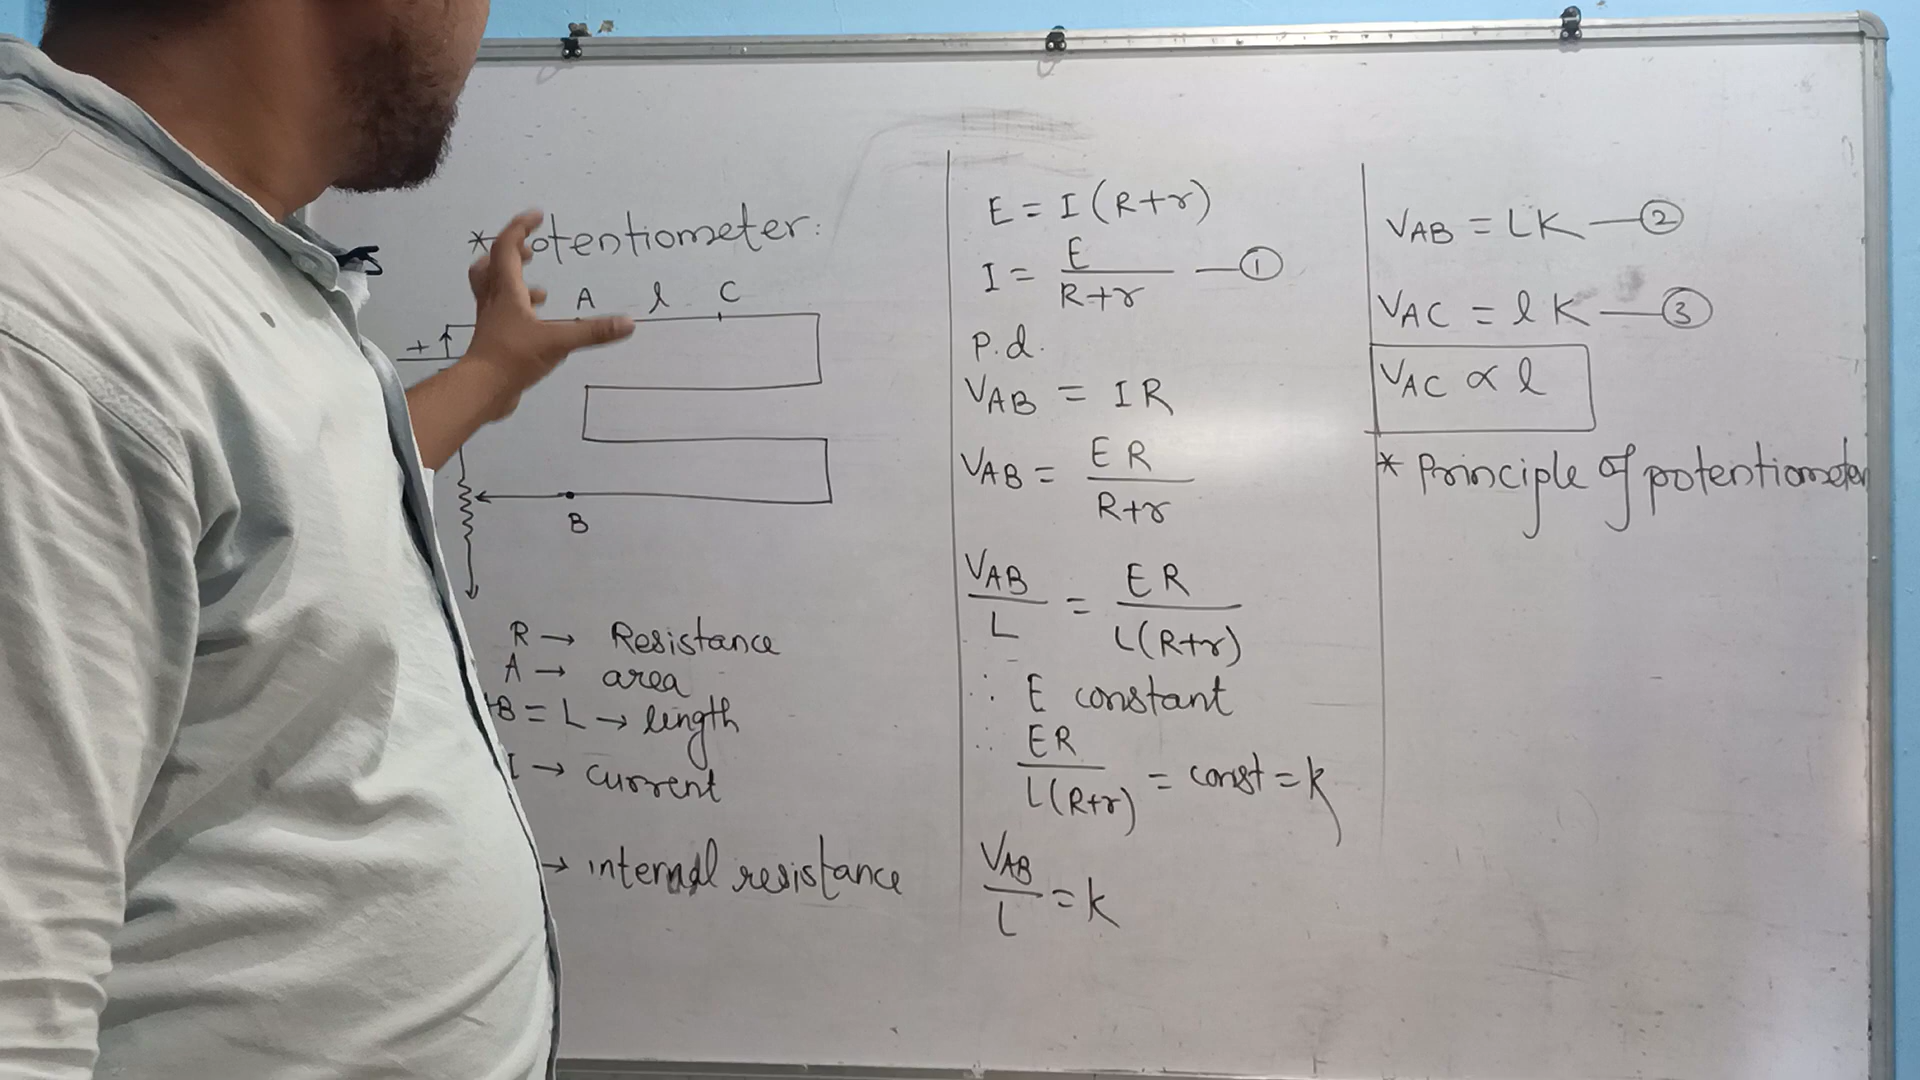 * otentiometer:
A l C
+
B
R → Resistance
A → area
B = L → length
I → current
→ internal resistance
E = I (R+r)
I = E / R+r — ①
P.d.
VAB = IR
VAB = ER / R+r
VAB / L = ER / L(R+r)
∴ E constant
∴ ER / L(R+r) = const = k
VAB / L = k
VAB = LK — ②
VAC = l K — ③
VAC ∝ l
* Principle of potentiometer